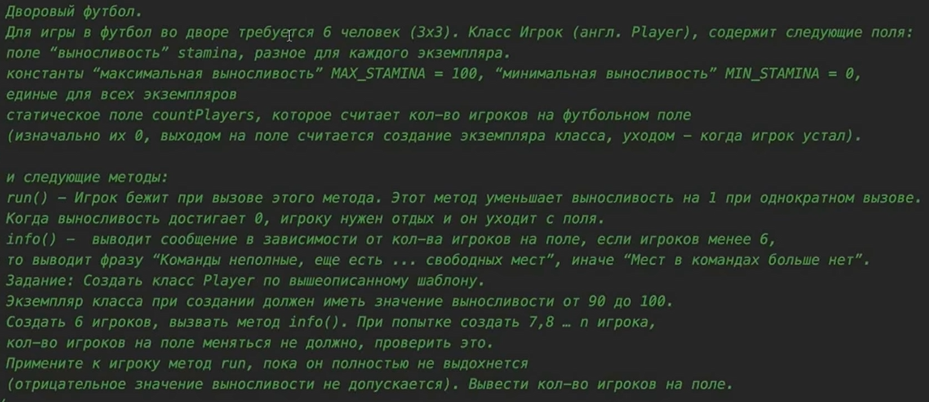 Дворовый футбол.
Для игры в футбол во дворе требуется 6 человек (3х3). Класс Игрок (англ. Player), содержит следующие поля:
поле “выносливость” stamina, разное для каждого экземпляра.
константы “максимальная выносливость” MAX_STAMINA = 100, “минимальная выносливость” MIN_STAMINA = 0,
единые для всех экземпляров
статическое поле countPlayers, которое считает кол-во игроков на футбольном поле
(изначально их 0, выходом на поле считается создание экземпляра класса, уходом – когда игрок устал).
и следующие методы:
run() – Игрок бежит при вызове этого метода. Этот метод уменьшает выносливость на 1 при однократном вызове.
Когда выносливость достигает 0, игроку нужен отдых и он уходит с поля.
info() –  выводит сообщение в зависимости от кол-ва игроков на поле, если игроков менее 6,
то выводит фразу “Команды неполные, еще есть ... свободных мест”, иначе “Мест в командах больше нет”.
Задание: Создать класс Player по вышеописанному шаблону.
Экземпляр класса при создании должен иметь значение выносливости от 90 до 100.
Создать 6 игроков, вызвать метод info(). При попытке создать 7,8 … n игрока,
кол-во игроков на поле меняться не должно, проверить это.
Примените к игроку метод run, пока он полностью не выдохнется
(отрицательное значение выносливости не допускается). Вывести кол-во игроков на поле.